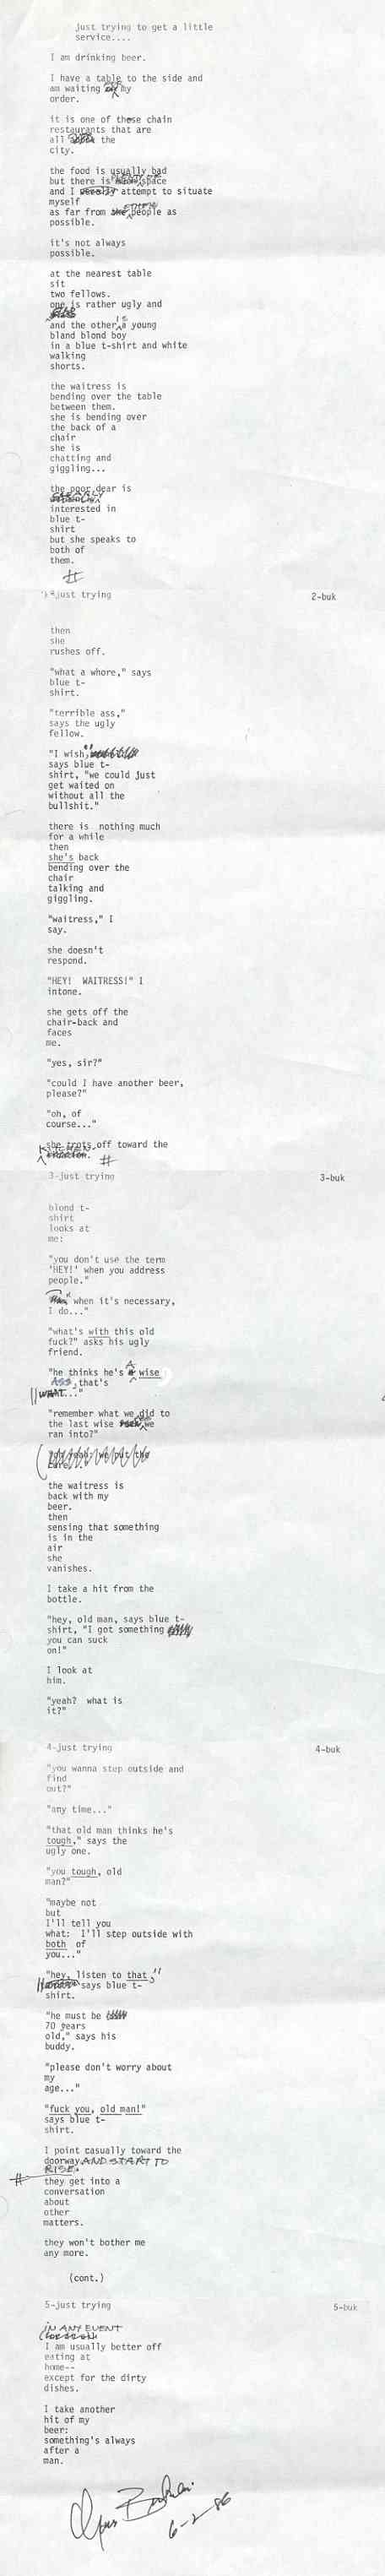 just trying to get a little
service....
I am drinking beer.
I have a table to the side and
am waiting my
order.
it is one of those chain
restaurants that are
all the
city.
the food is usually bad
but there is space
and I attempt to situate
myself
as far from people as
possible.
it's not always
possible.
at the nearest table
sit
two fellows.
one is rather ugly and
IS
and the other a young
bland blond boy
in a blue t-shirt and white
walking
shorts.
the waitress is
bending over the table
between them.
she is bending over
the back of a
chair
she is
chatting and
giggling...
the poor dear is
CLEARLY
interested in
blue t-
shirt
but she speaks to
both of
them.
#
just trying 2-buk
then
she
rushes off.
"what a whore," says
blue t-
shirt.
"terrible ass,"
says the ugly
fellow.
"I wish,"
says blue t-
shirt, "we could just
get waited on
without all the
bullshit."
there is nothing much
for a while
then
she's back
bending over the
chair
talking and
giggling.
"waitress," I
say.
she doesn't
respond.
"HEY! WAITRESS!" I
intone.
she gets off the
chair-back and
faces
me.
"yes, sir?"
"could I have another beer,
please?"
"oh, of
course..."
she trots off toward the
KITCHEN.
#
3-just trying 3-buk
blond t-
shirt
looks at
me:
"you don't use the term
'HEY!' when you address
people."
when it's necessary,
I do..."
"what's with this old
fuck?" asks his ugly
friend.
A
"he thinks he's wise
ASS, that's
WHAT..."
"remember what we did to
the last wise we
ran into?"
the waitress is
back with my
beer.
then
sensing that something
is in the
air
she
vanishes.
I take a hit from the
bottle.
"hey, old man, says blue t-
shirt, "I got something
you can suck
on!"
I look at
him.
"yeah? what is
it?"
4-just trying 4-buk
"you wanna step outside and
find
out?"
"any time..."
"that old man thinks he's
tough," says the
ugly one.
"you tough, old
man?"
"maybe not
but
I'll tell you
what: I'll step outside with
both of
you..."
"hey, listen to that,"
says blue t-
shirt.
"he must be
70 years
old," says his
buddy.
"please don't worry about
my
age..."
"fuck you, old man!"
says blue t-
shirt.
I point casually toward the
doorway AND START TO
RISE.
#
they get into a
conversation
about
other
matters.
they won't bother me
any more.
(cont.)
5-just trying 5-buk
IN ANY EVENT
I am usually better off
eating at
home--
except for the dirty
dishes.
I take another
hit of my
beer:
something's always
after a
man.
6-2-86